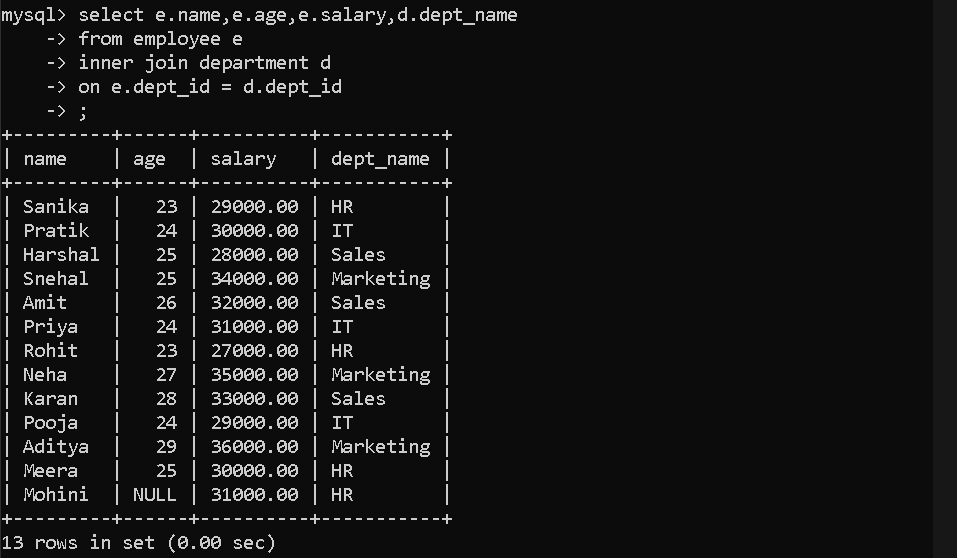 mysql> select e.name,e.age,e.salary,d.dept_name
    -> from employee e
    -> inner join department d
    -> on e.dept_id = d.dept_id
    -> ;
+---------+------+----------+-----------+
| name    | age  | salary   | dept_name |
+---------+------+----------+-----------+
| Sanika  |   23 | 29000.00 | HR        |
| Pratik  |   24 | 30000.00 | IT        |
| Harshal |   25 | 28000.00 | Sales     |
| Snehal  |   25 | 34000.00 | Marketing |
| Amit    |   26 | 32000.00 | Sales     |
| Priya   |   24 | 31000.00 | IT        |
| Rohit   |   23 | 27000.00 | HR        |
| Neha    |   27 | 35000.00 | Marketing |
| Karan   |   28 | 33000.00 | Sales     |
| Pooja   |   24 | 29000.00 | IT        |
| Aditya  |   29 | 36000.00 | Marketing |
| Meera   |   25 | 30000.00 | HR        |
| Mohini  | NULL | 31000.00 | HR        |
+---------+------+----------+-----------+
13 rows in set (0.00 sec)